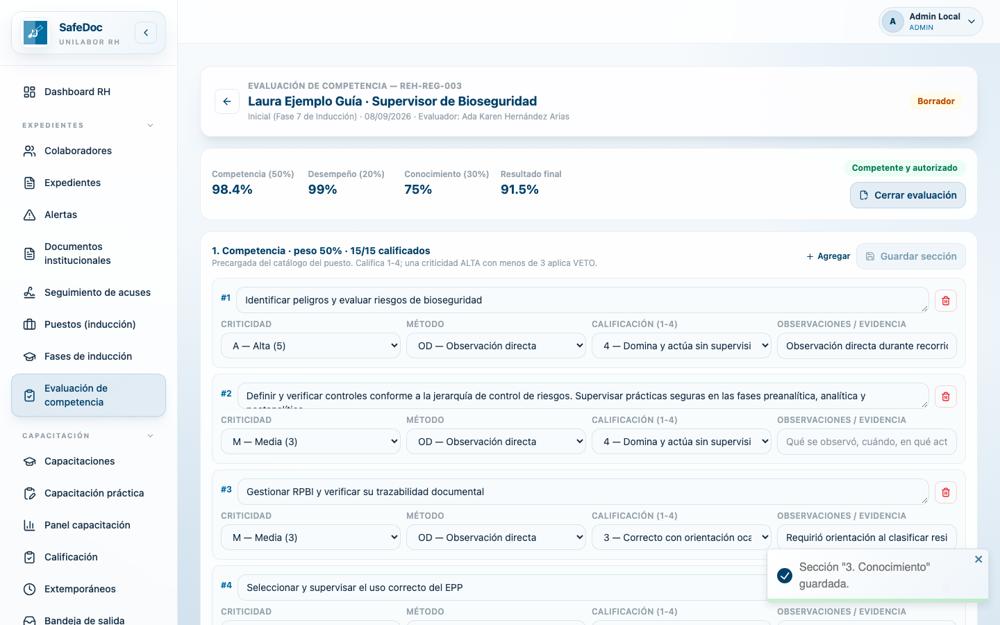 SafeDoc
UNILABOR RH
Dashboard RH
EXPEDIENTES
Colaboradores
Expedientes
Alertas
Documentos
institucionales
Seguimiento de acuses
Puestos (inducción)
Fases de inducción
Evaluación de
competencia
CAPACITACIÓN
Capacitaciones
Capacitación práctica
Panel capacitación
Calificación
Extemporáneos
Bandeja de salida
A
Admin Local
ADMIN
EVALUACIÓN DE COMPETENCIA — REH-REG-003
Laura Ejemplo Guía · Supervisor de Bioseguridad
Inicial (Fase 7 de Inducción) · 08/09/2026 · Evaluador: Ada Karen Hernández Arias
Borrador
Competencia (50%) Desempeño (20%) Conocimiento (30%) Resultado final
98.4% 99% 75% 91.5%
Competente y autorizado
Cerrar evaluación
1. Competencia · peso 50% · 15/15 calificados
Precargada del catálogo del puesto. Califica 1-4; una criticidad ALTA con menos de 3 aplica VETO.
+ Agregar
Guardar sección
#1 Identificar peligros y evaluar riesgos de bioseguridad
CRITICIDAD MÉTODO CALIFICACIÓN (1-4) OBSERVACIONES / EVIDENCIA
A — Alta (5) OD — Observación directa 4 — Domina y actúa sin supervisi Observación directa durante recorric
#2 Definir y verificar controles conforme a la jerarquía de control de riesgos. Supervisar prácticas seguras en las fases preanalítica, analítica y
postanalítica
CRITICIDAD MÉTODO CALIFICACIÓN (1-4) OBSERVACIONES / EVIDENCIA
M — Media (3) OD — Observación directa 4 — Domina y actúa sin supervisi Qué se observó, cuándo, en qué act
#3 Gestionar RPBI y verificar su trazabilidad documental
CRITICIDAD MÉTODO CALIFICACIÓN (1-4) OBSERVACIONES / EVIDENCIA
M — Media (3) OD — Observación directa 3 — Correcto con orientación oca Requirió orientación al clasificar resi
#4 Seleccionar y supervisar el uso correcto del EPP
CRITICIDAD MÉTODO CALIFICACIÓN (1-4) OBSERVACIONES / EVIDENCIA
Sección "3. Conocimiento"
guardada.